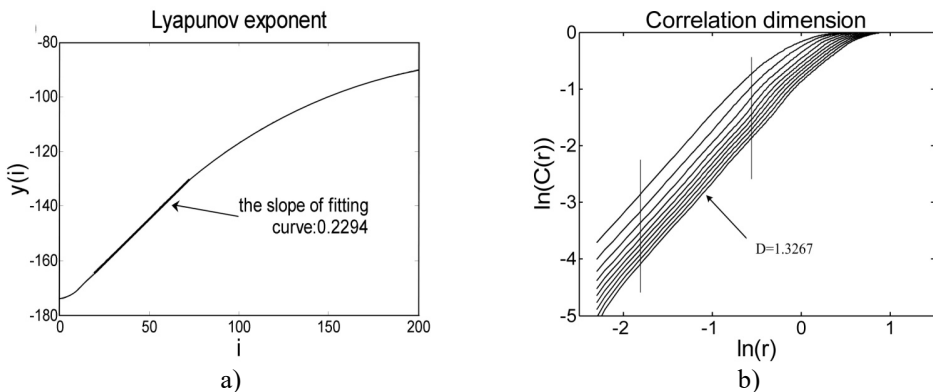 Lyapunov exponent
-80
-100
-120
-140
-160
-180
y(i)
the slope of fitting
curve:0.2294
0
50
100
150
200
i
a)
Correlation dimension
0
-1
-2
-3
-4
-5
ln(C(r))
D=1.3267
-2
-1
0
1
ln(r)
b)